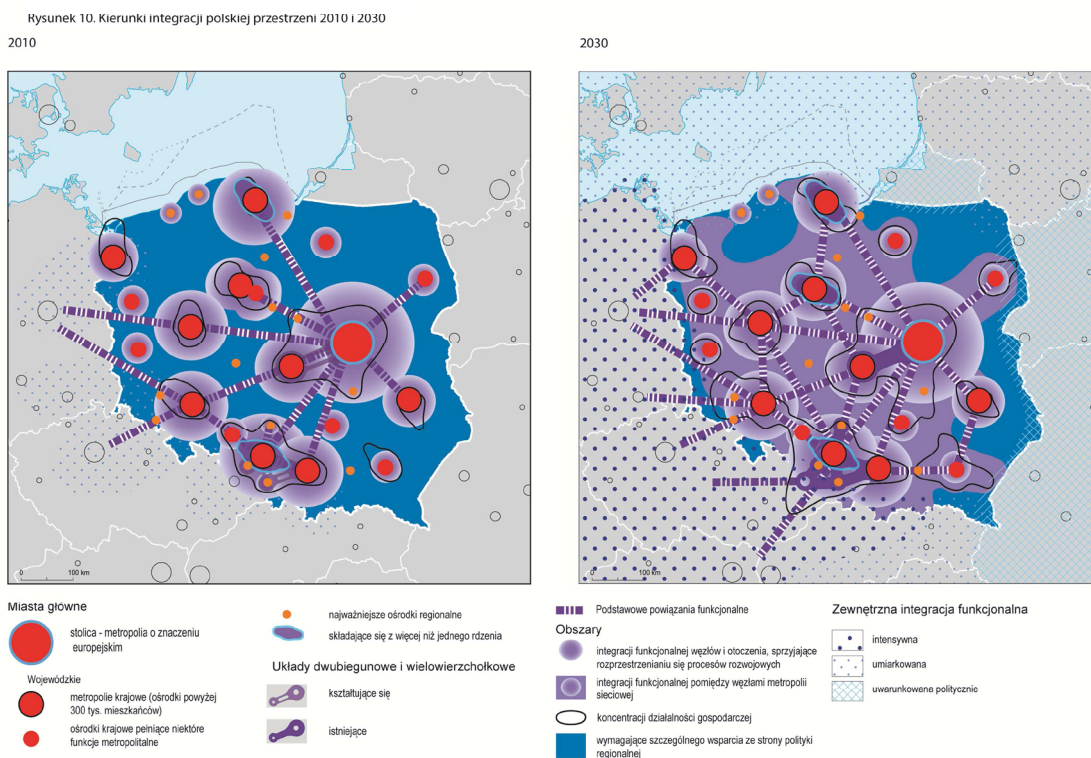 Rysunek 10. Kierunki integracji polskiej przestrzeni 2010 i 2030
2010
2030
0
100 km
0
100 km
Miasta główne
stolica - metropolia o znaczeniu
europejskim
Wojewódzkie
metropolie krajowe (ośrodki powyżej
300 tys. mieszkańców)
ośrodki krajowe pełniące niektóre
funkcje metropolitalne
najważniejsze ośrodki regionalne
składające się z więcej niż jednego rdzenia
Układy dwubiegunowe i wielowierzchołkowe
kształtujące się
istniejące
Podstawowe powiązania funkcjonalne
Obszary
integracji funkcjonalnej węzłów i otoczenia, sprzyjające
rozprzestrzenianiu się procesów rozwojowych
integracji funkcjonalnej pomiędzy węzłami metropolii
sieciowej
koncentracji działalności gospodarczej
wymagające szczególnego wsparcia ze strony polityki
regionalnej
Zewnętrzna integracja funkcjonalna
intensywna
umiarkowana
uwarunkowana politycznie